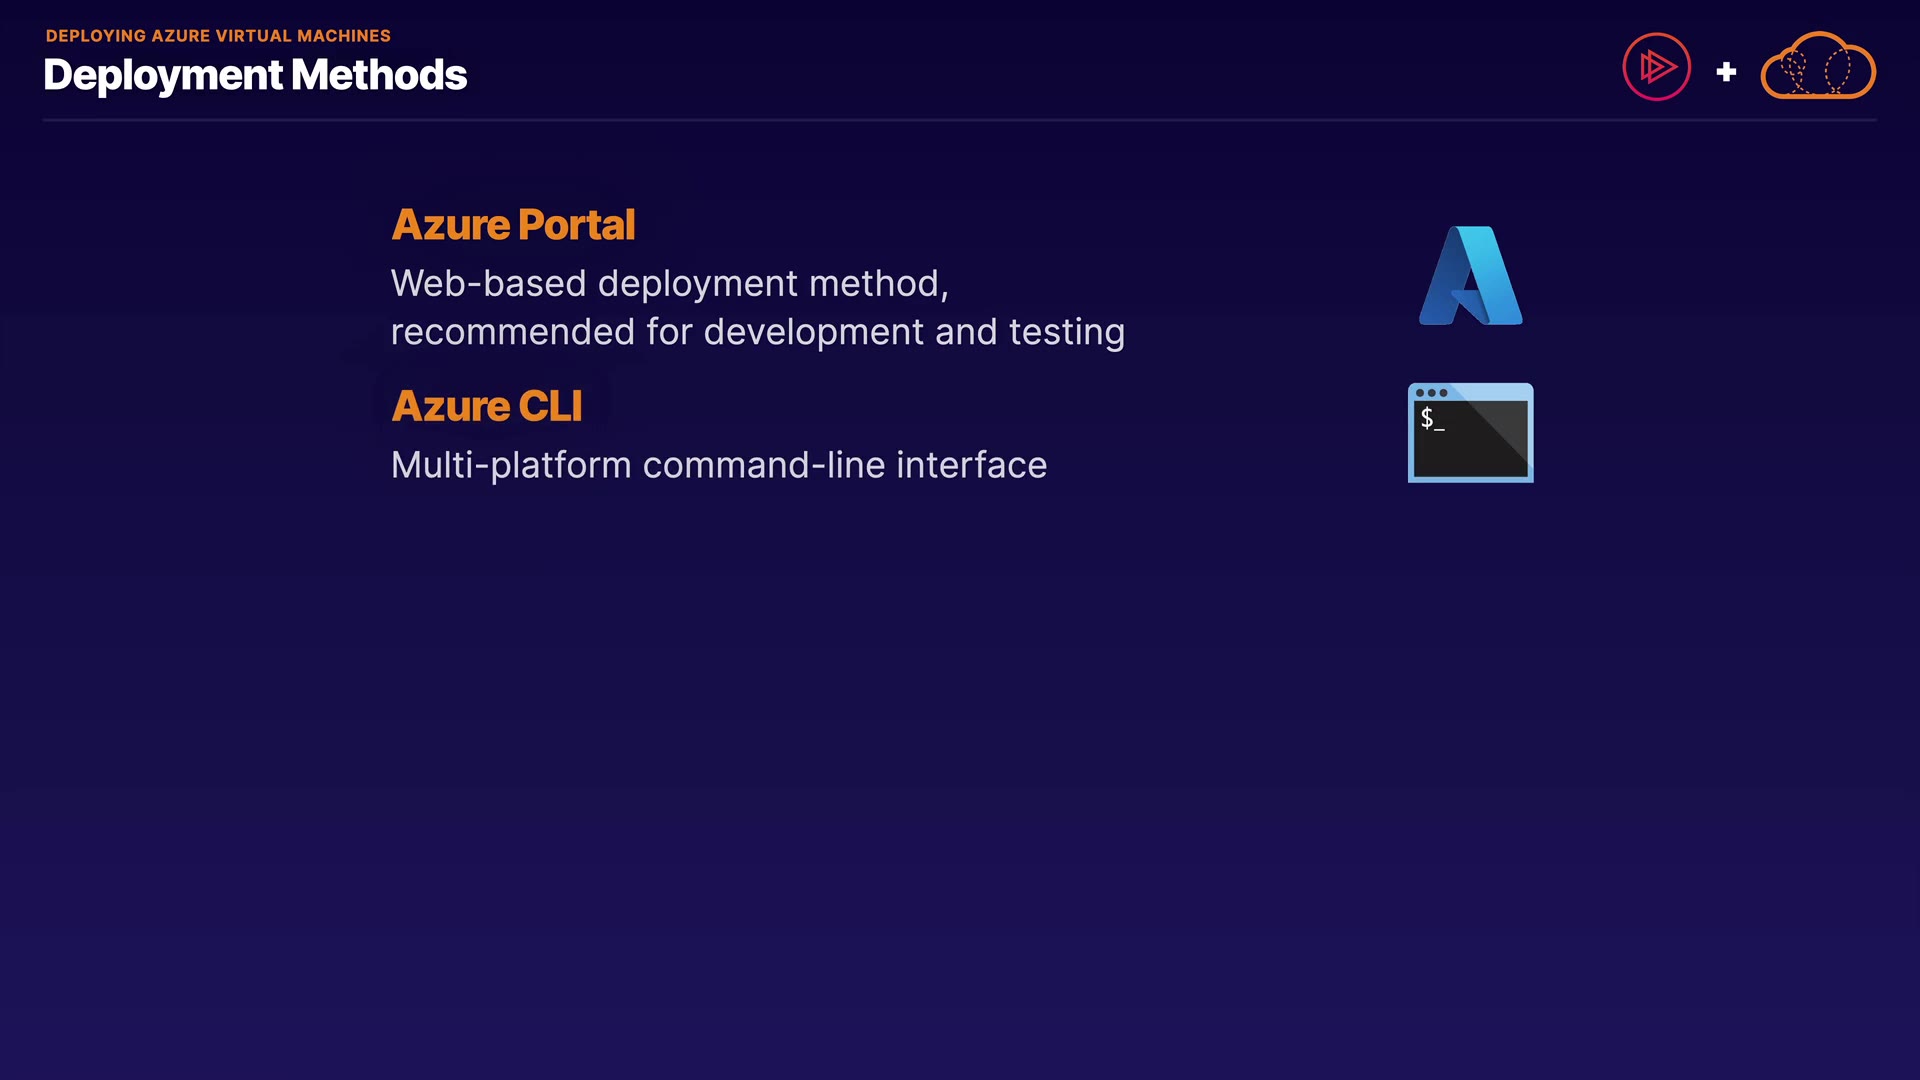 DEPLOYING AZURE VIRTUAL MACHINES
Deployment Methods
+
Azure Portal
Web-based deployment method,
recommended for development and testing
Azure CLI
$_
Multi-platform command-line interface